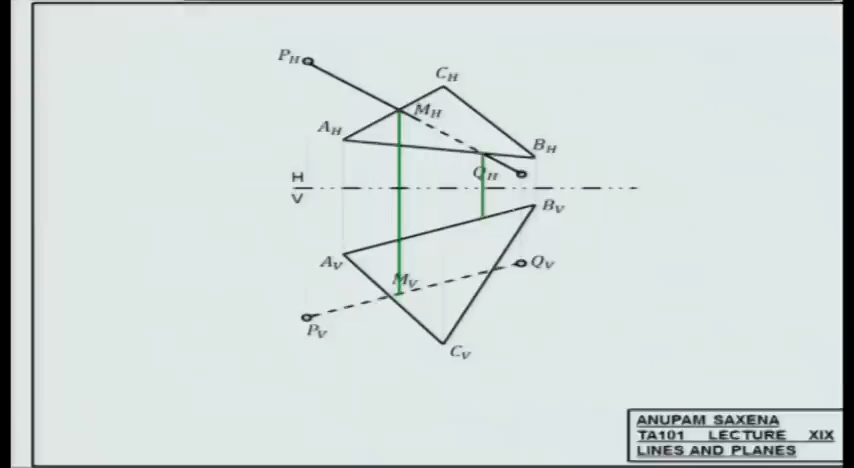 P_H
C_H
M_H
A_H
B_H
Q_H
H
V
B_V
A_V
M_V
Q_V
P_V
C_V
ANUPAM SAXENA
TA101 LECTURE XIX
LINES AND PLANES